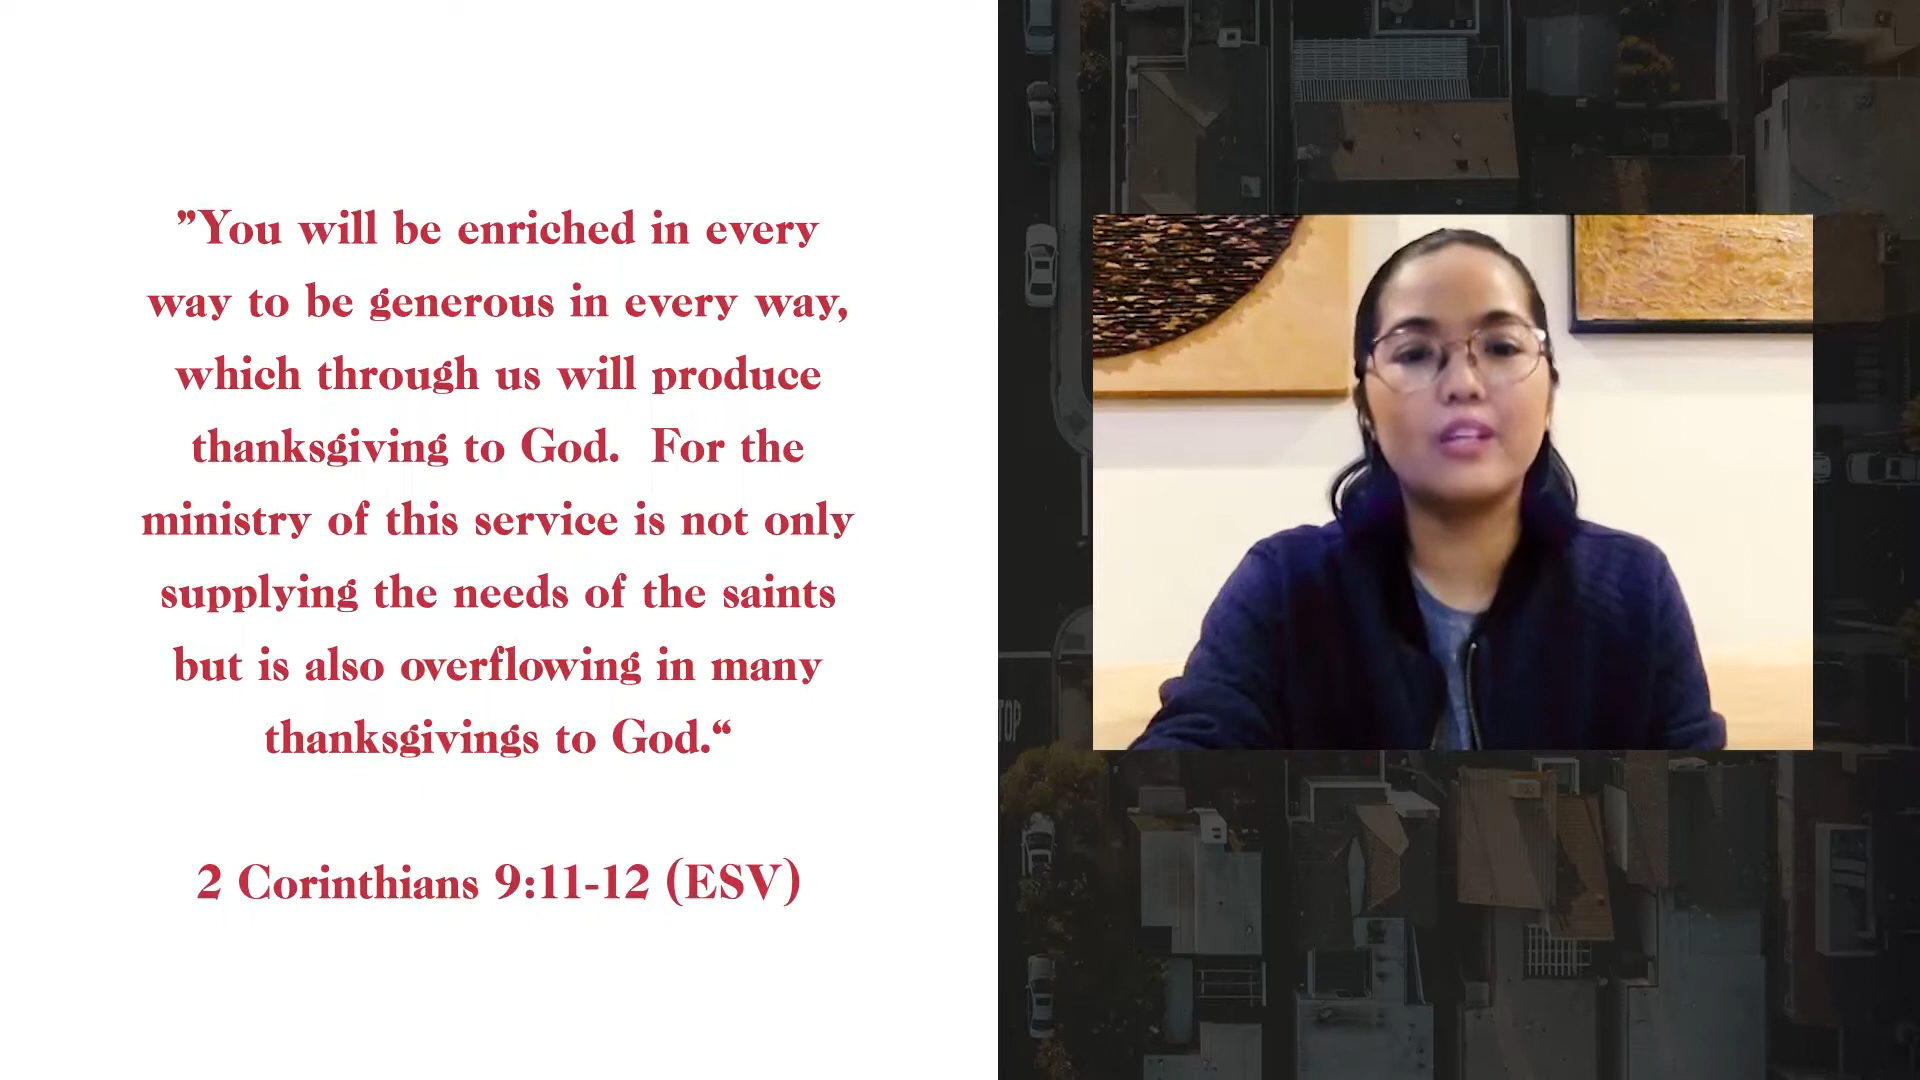 ”You will be enriched in every
way to be generous in every way,
which through us will produce
thanksgiving to God.  For the
ministry of this service is not only
supplying the needs of the saints
but is also overflowing in many
thanksgivings to God.“
2 Corinthians 9:11-12 (ESV)
TOP